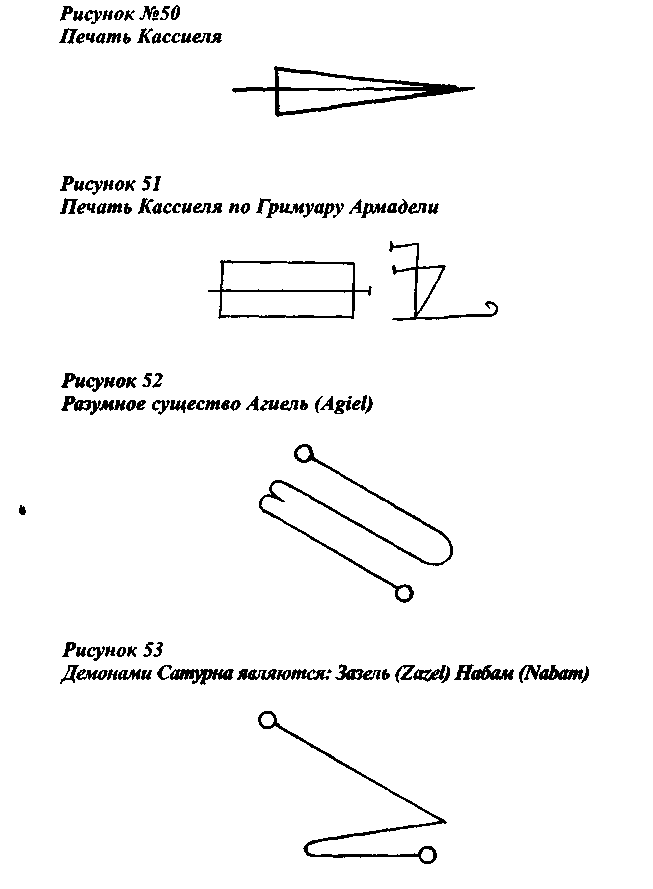 Рисунок №50
Печать Кассиеля
Рисунок 51
Печать Кассиеля по Гримуару Армадели
Рисунок 52
Разумное существо Агиель (Agiel)
Рисунок 53
Демонами Сатурна являются: Зазель (Zazel) Набам (Nabam)